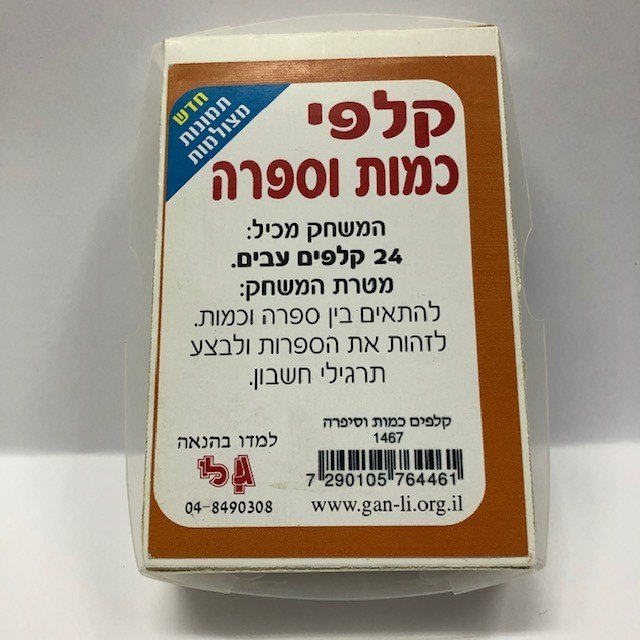 חדש
תמונות
מצולמות
קלפי
כמות וספרה
המשחק מכיל:
24 קלפים עבים.
מטרת המשחק:
להתאים בין ספרה וכמות.
לזהות את הספרות ולבצע
תרגילי חשבון.
קלפים כמות וסיפרה
1467
למדו בהנאה
גן לי
04-8490308
7 290105 764461
www.gan-li.org.il